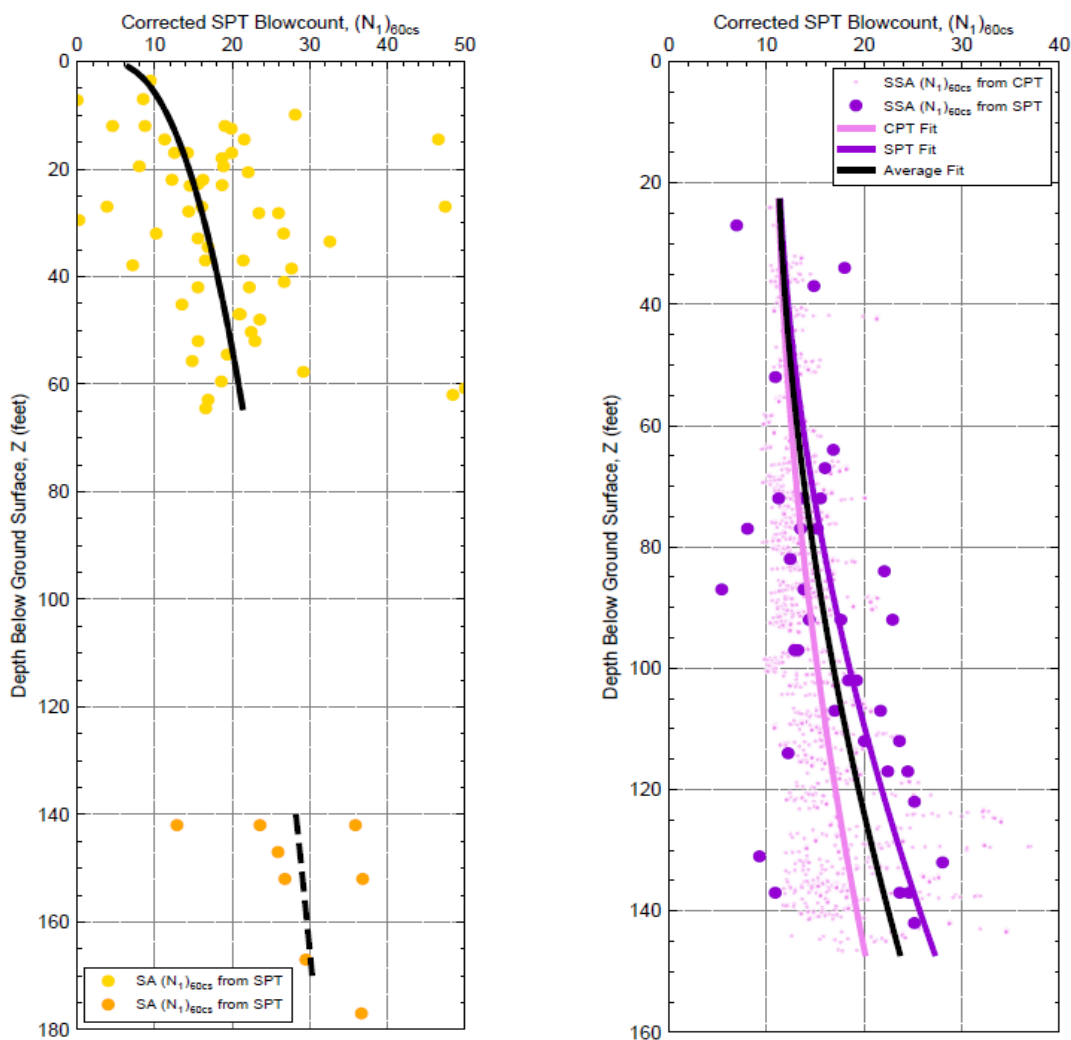 Corrected SPT Blowcount, (N₁)₆₀cs
0 10 20 30 40 50
0
20
40
60
80
100
120
140
160
180
Depth Below Ground Surface, Z (feet)
SA (N₁)₆₀cs from SPT
SA (N₁)₆₀cs from SPT
Corrected SPT Blowcount, (N₁)₆₀cs
0 10 20 30 40
0
20
40
60
80
100
120
140
160
Depth Below Ground Surface, Z (feet)
SSA (N₁)₆₀cs from CPT
SSA (N₁)₆₀cs from SPT
CPT Fit
SPT Fit
Average Fit